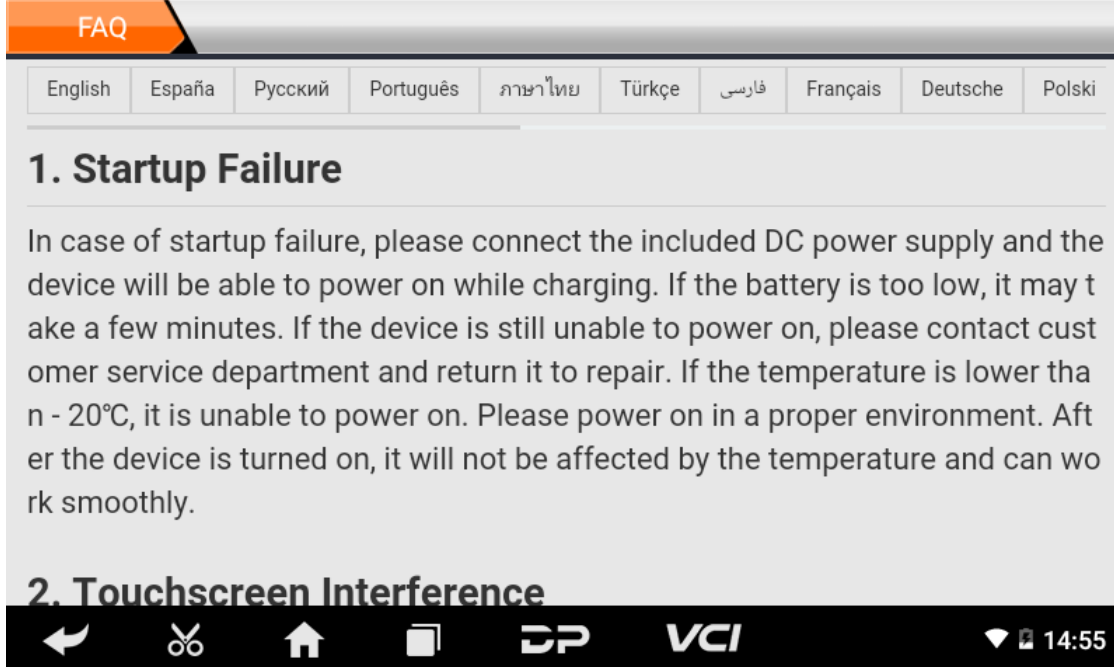 FAQ
English España Русский Português ภาษาไทย Türkçe فارسی Français Deutsche Polski
1. Startup Failure
In case of startup failure, please connect the included DC power supply and the
device will be able to power on while charging. If the battery is too low, it may t
ake a few minutes. If the device is still unable to power on, please contact cust
omer service department and return it to repair. If the temperature is lower tha
n - 20℃, it is unable to power on. Please power on in a proper environment. Aft
er the device is turned on, it will not be affected by the temperature and can wo
rk smoothly.
2. Touchscreen Interference
DP VCI 14:55